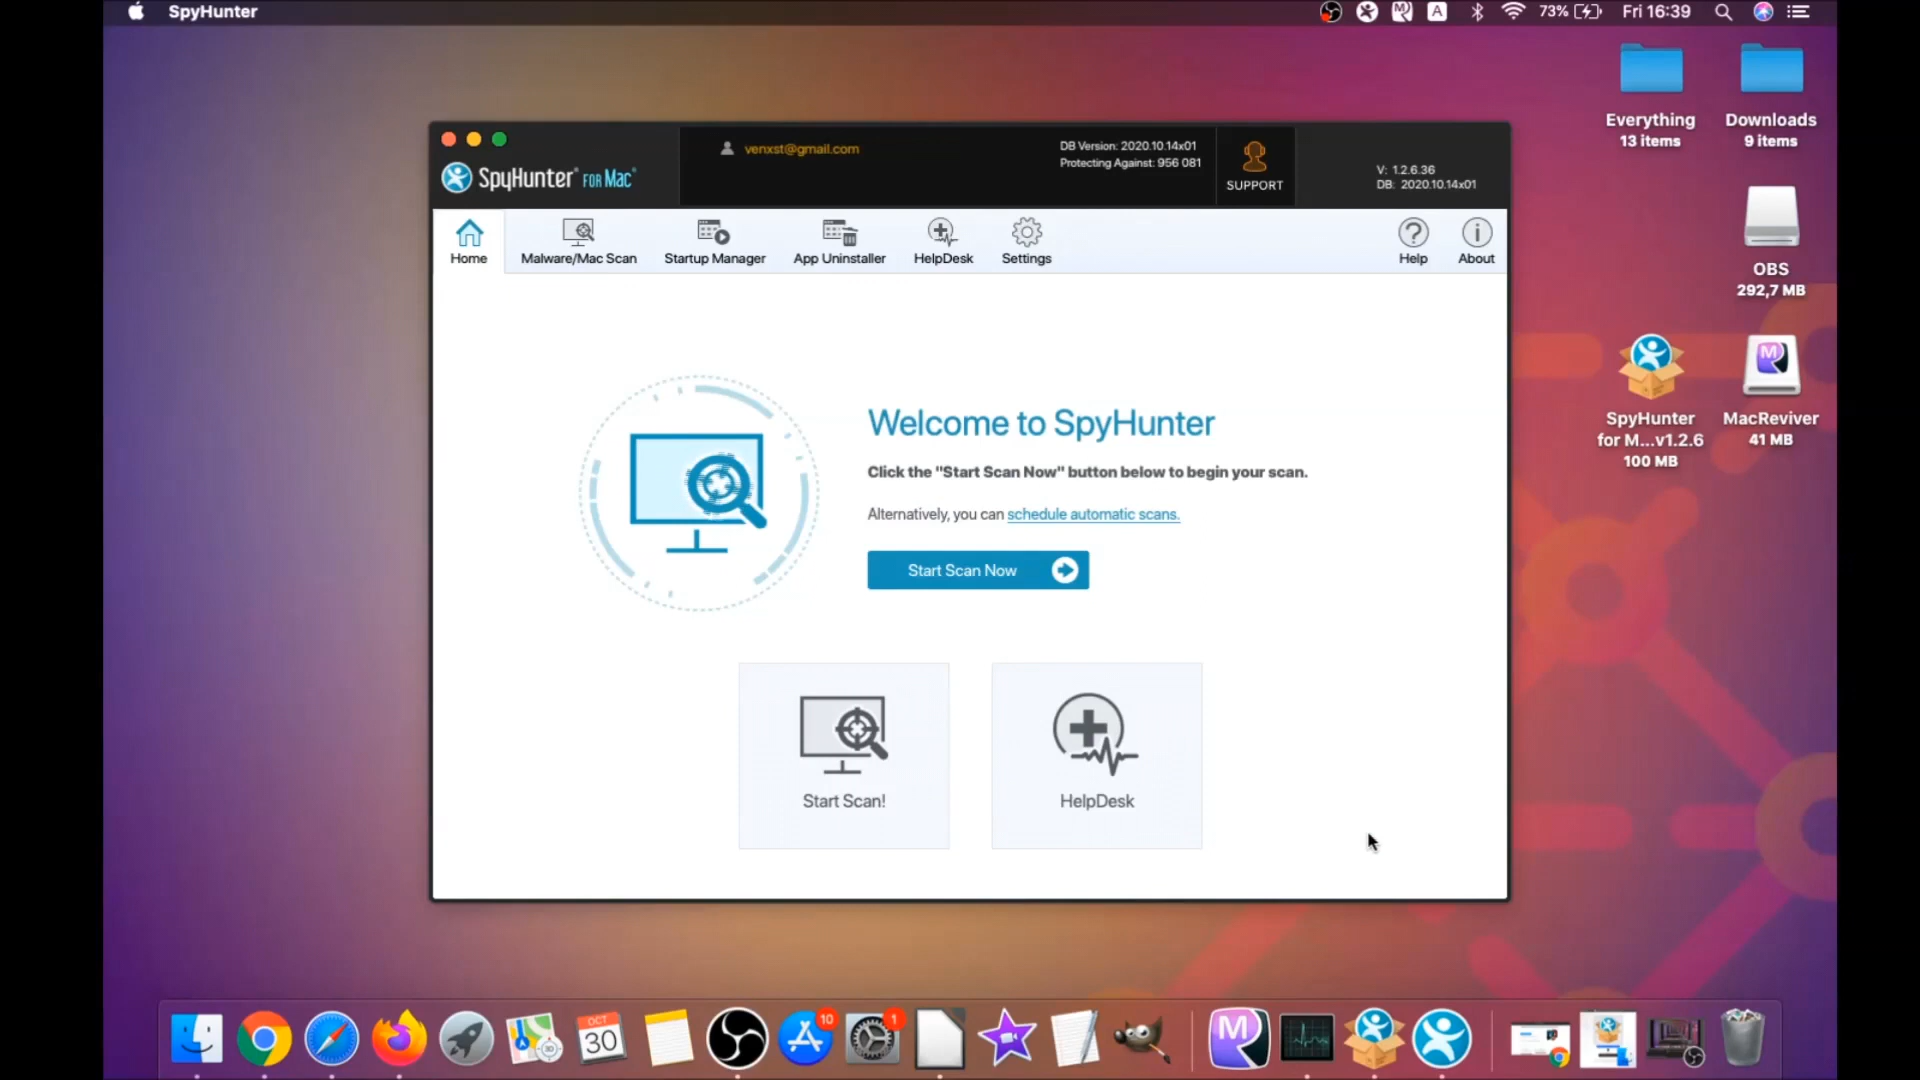 SpyHunter
A
73%
Fri 16:39
Everything
13 items
Downloads
9 items
OBS
292,7 MB
SpyHunter
for M...v1.2.6
100 MB
MacReviver
41 MB
SpyHunter® FOR Mac®
venxst@gmail.com
DB Version: 2020.10.14x01
Protecting Against: 956 081
SUPPORT
V: 1.2.6.36
DB: 2020.10.14x01
Home
Malware/Mac Scan
Startup Manager
App Uninstaller
HelpDesk
Settings
Help
About
Welcome to SpyHunter
Click the "Start Scan Now" button below to begin your scan.
Alternatively, you can schedule automatic scans.
Start Scan Now
Start Scan!
HelpDesk
OCT
30
10
1